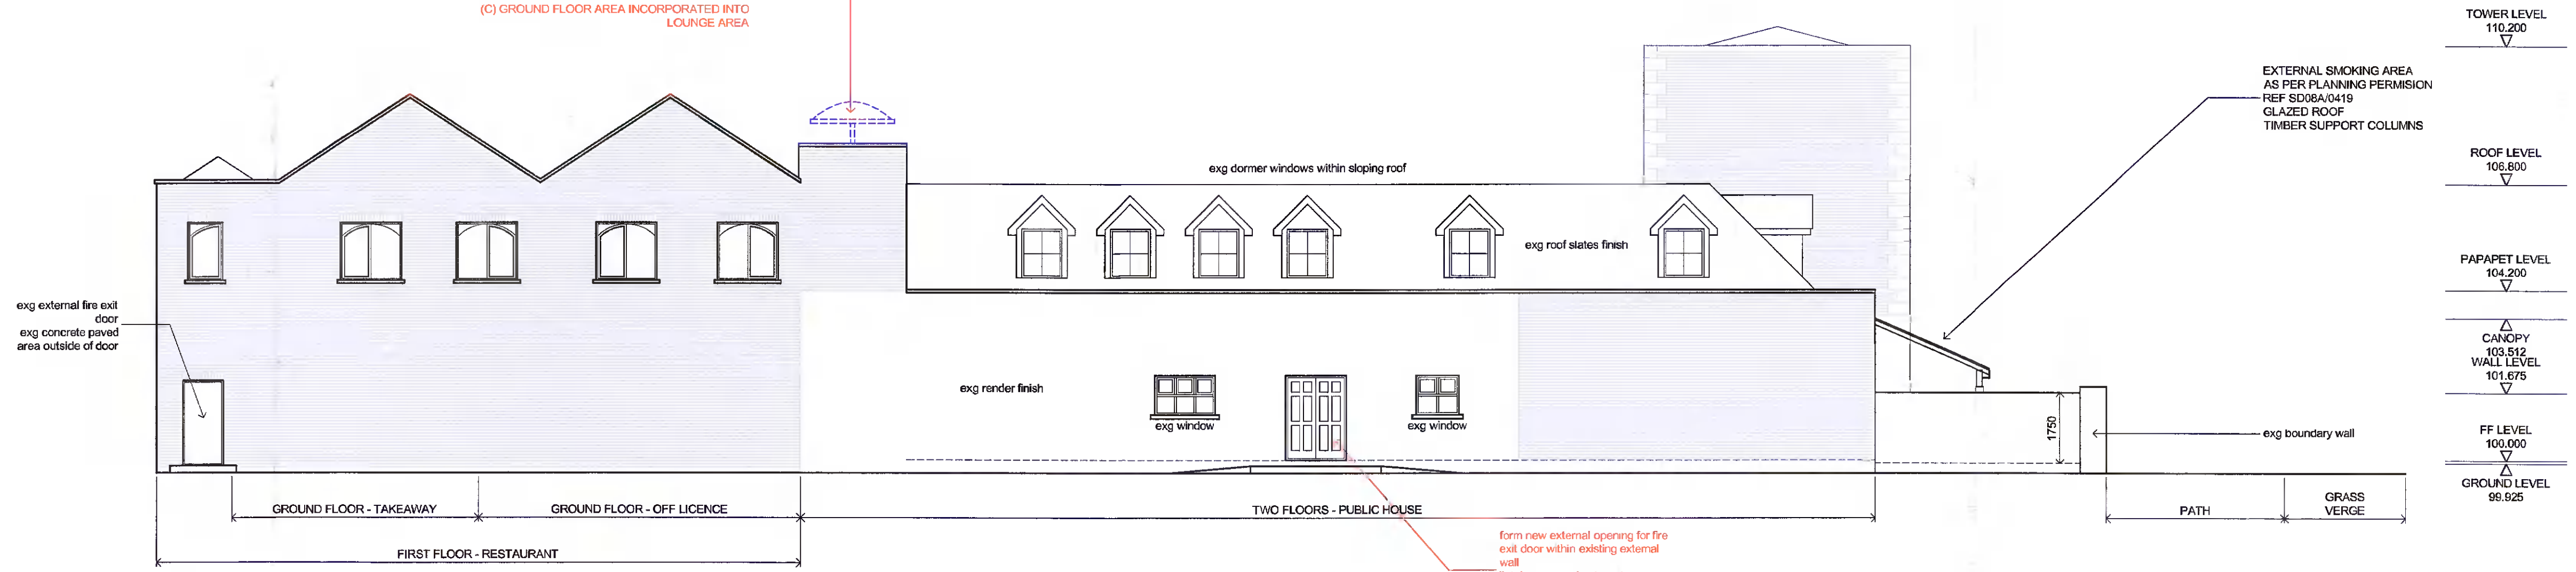 (C) GROUND FLOOR AREA INCORPORATED INTO
LOUNGE AREA
TOWER LEVEL
110.200
EXTERNAL SMOKING AREA
AS PER PLANNING PERMISION
REF SD08A/0419
GLAZED ROOF
TIMBER SUPPORT COLUMNS
exg dormer windows within sloping roof
ROOF LEVEL
106.800
exg roof slates finish
PAPAPET LEVEL
104.200
exg external fire exit
door
exg concrete paved
area outside of door
CANOPY
103.512
WALL LEVEL
101.675
exg render finish
exg window
exg window
1750
exg boundary wall
FF LEVEL
100.000
GROUND LEVEL
99.925
GROUND FLOOR - TAKEAWAY
GROUND FLOOR - OFF LICENCE
TWO FLOORS - PUBLIC HOUSE
PATH
GRASS
VERGE
FIRST FLOOR - RESTAURANT
form new external opening for fire
exit door within existing external
wall